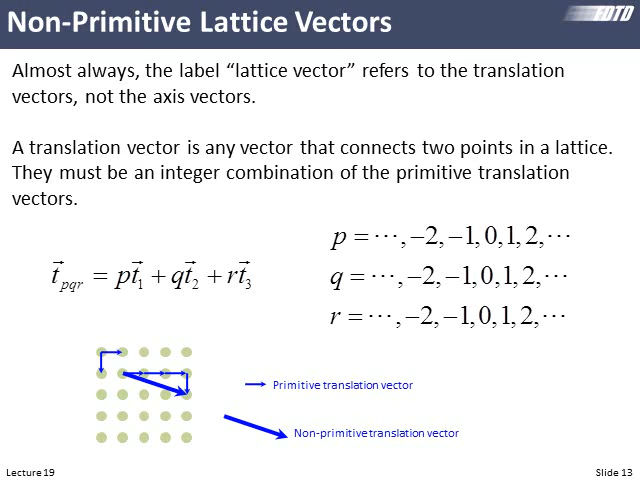 Non-Primitive Lattice Vectors
FDTD
Almost always, the label “lattice vector” refers to the translation
vectors, not the axis vectors.
A translation vector is any vector that connects two points in a lattice.
They must be an integer combination of the primitive translation
vectors.
t⃗pqr = pt⃗1 + qt⃗2 + rt⃗3
p = ⋯, −2, −1, 0, 1, 2, ⋯
q = ⋯, −2, −1, 0, 1, 2, ⋯
r = ⋯, −2, −1, 0, 1, 2, ⋯
Primitive translation vector
Non-primitive translation vector
Lecture 19
Slide 13